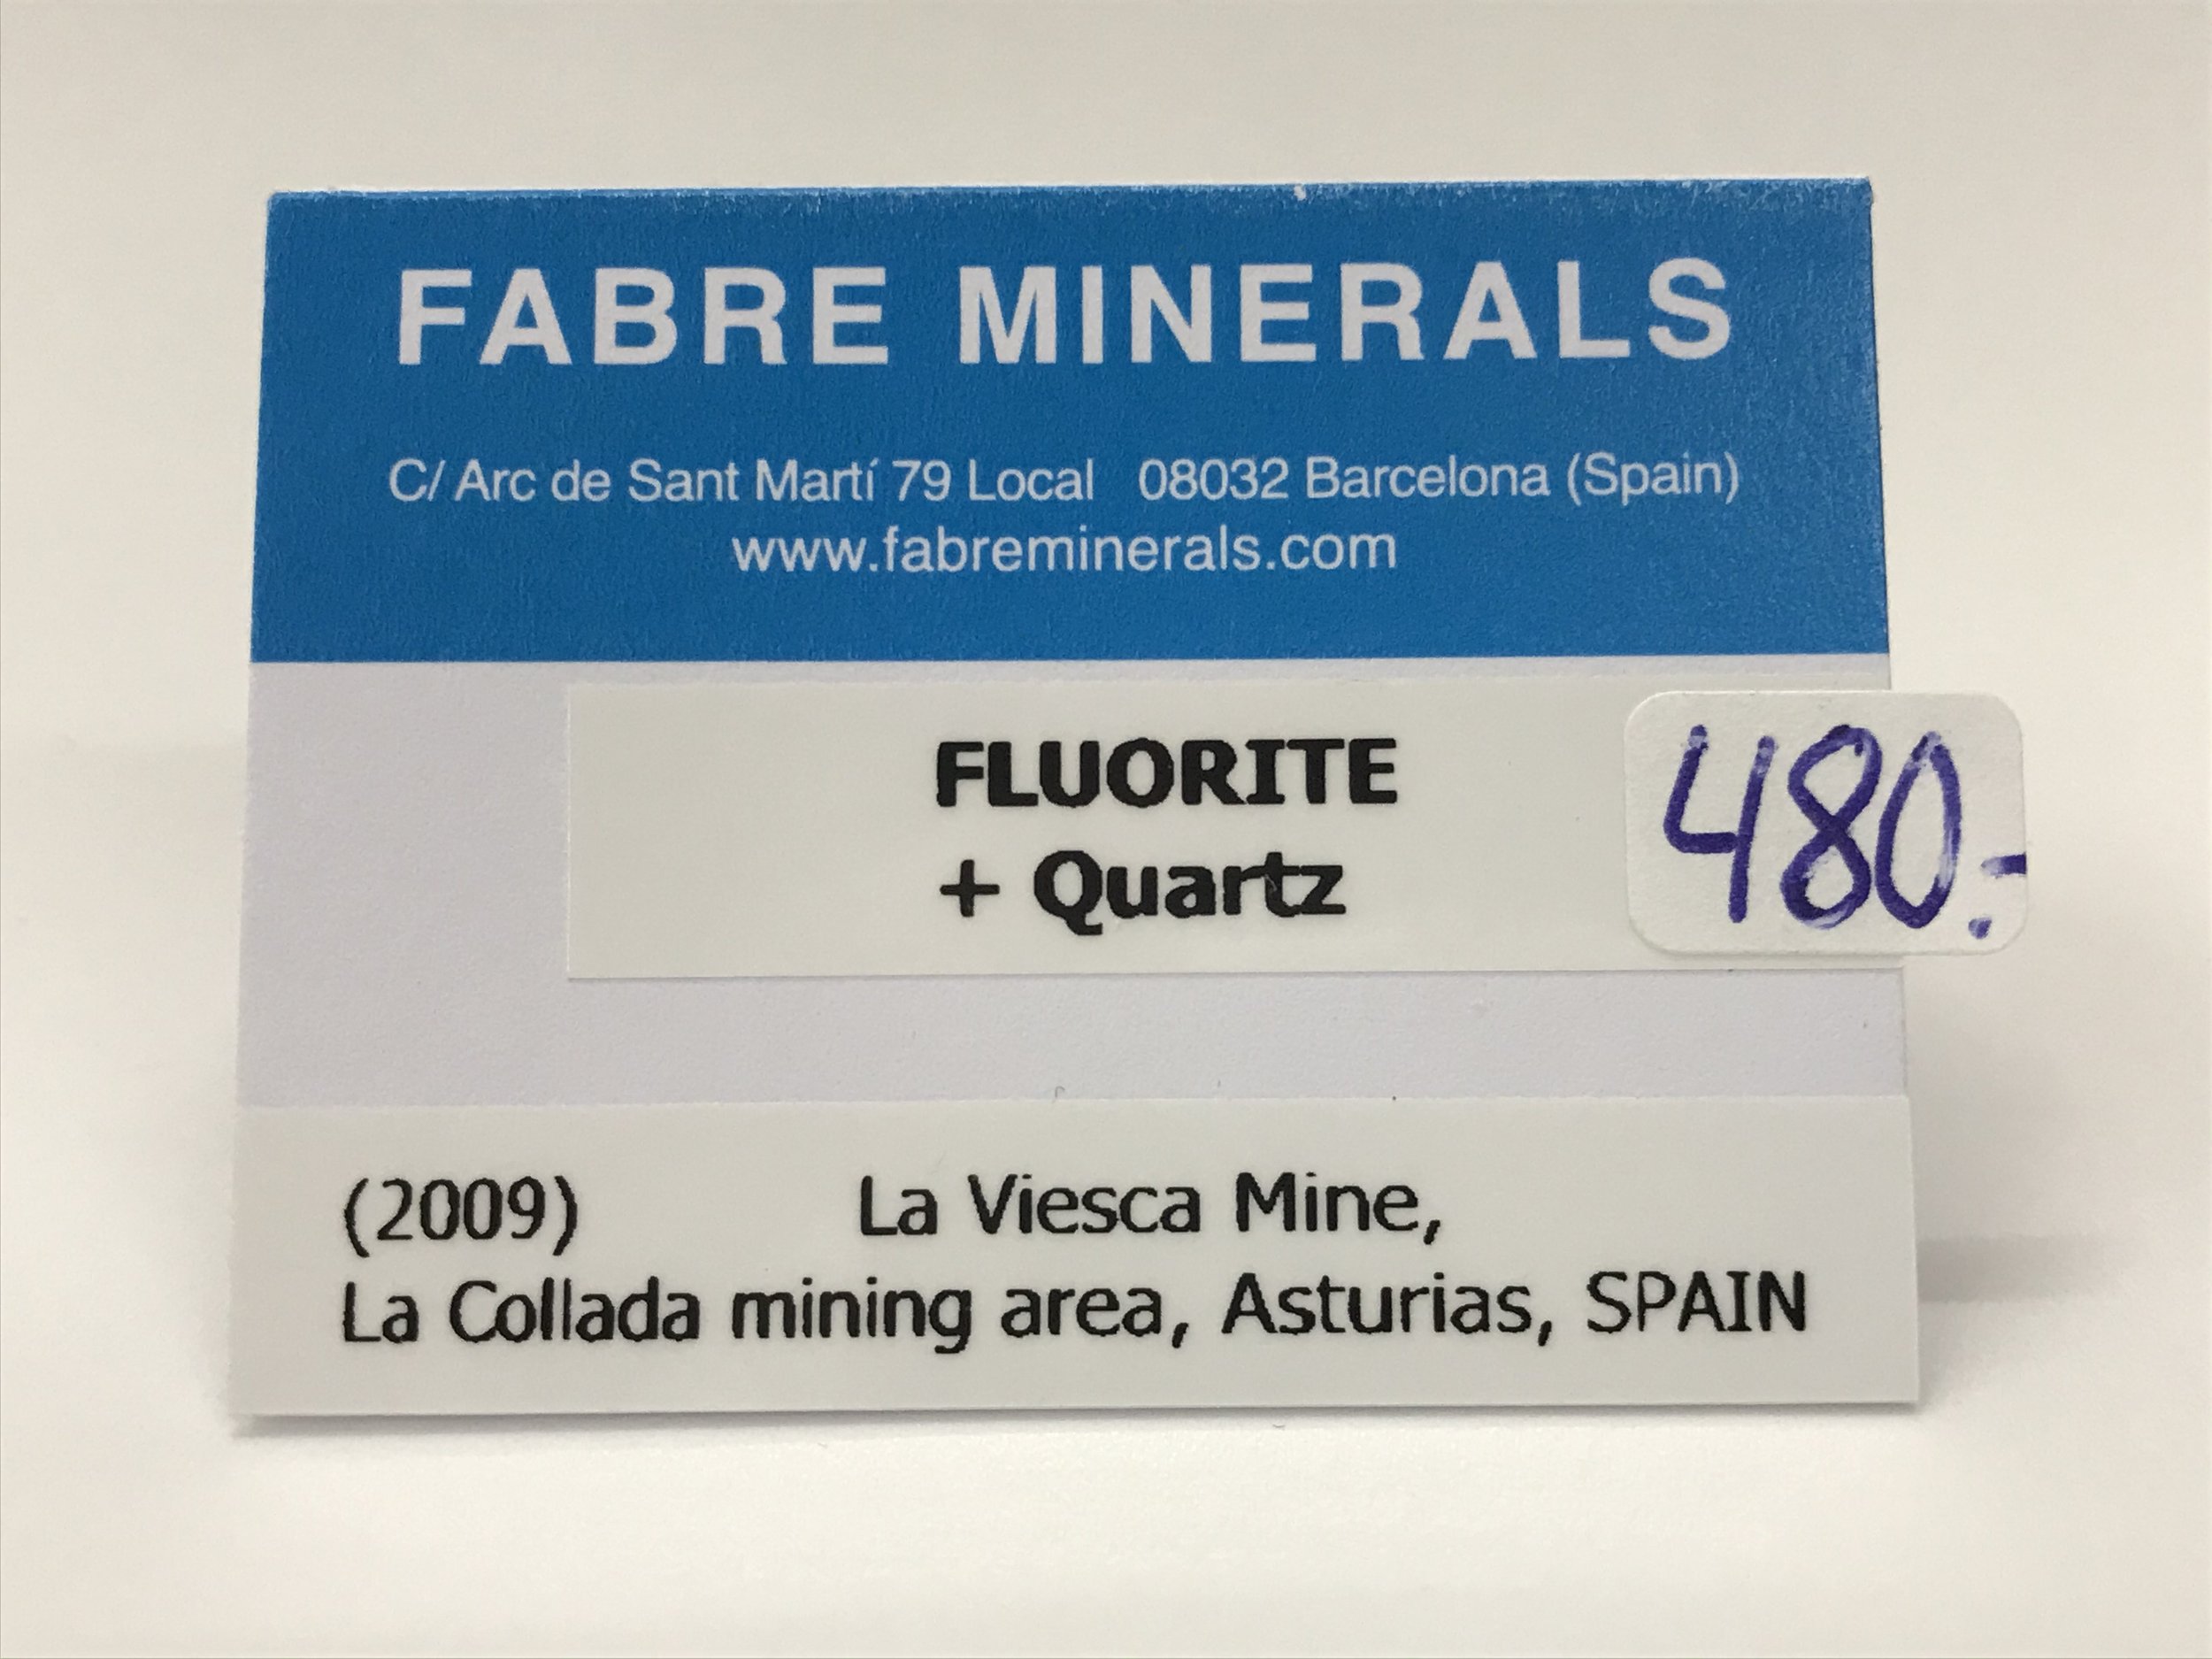 FABRE MINERALS
C/ Arc de Sant Martí 79 Local 08032 Barcelona (Spain)
www.fabreminerals.com
FLUORITE
+ Quartz
480.-
(2009) La Viesca Mine,
La Collada mining area, Asturias, SPAIN